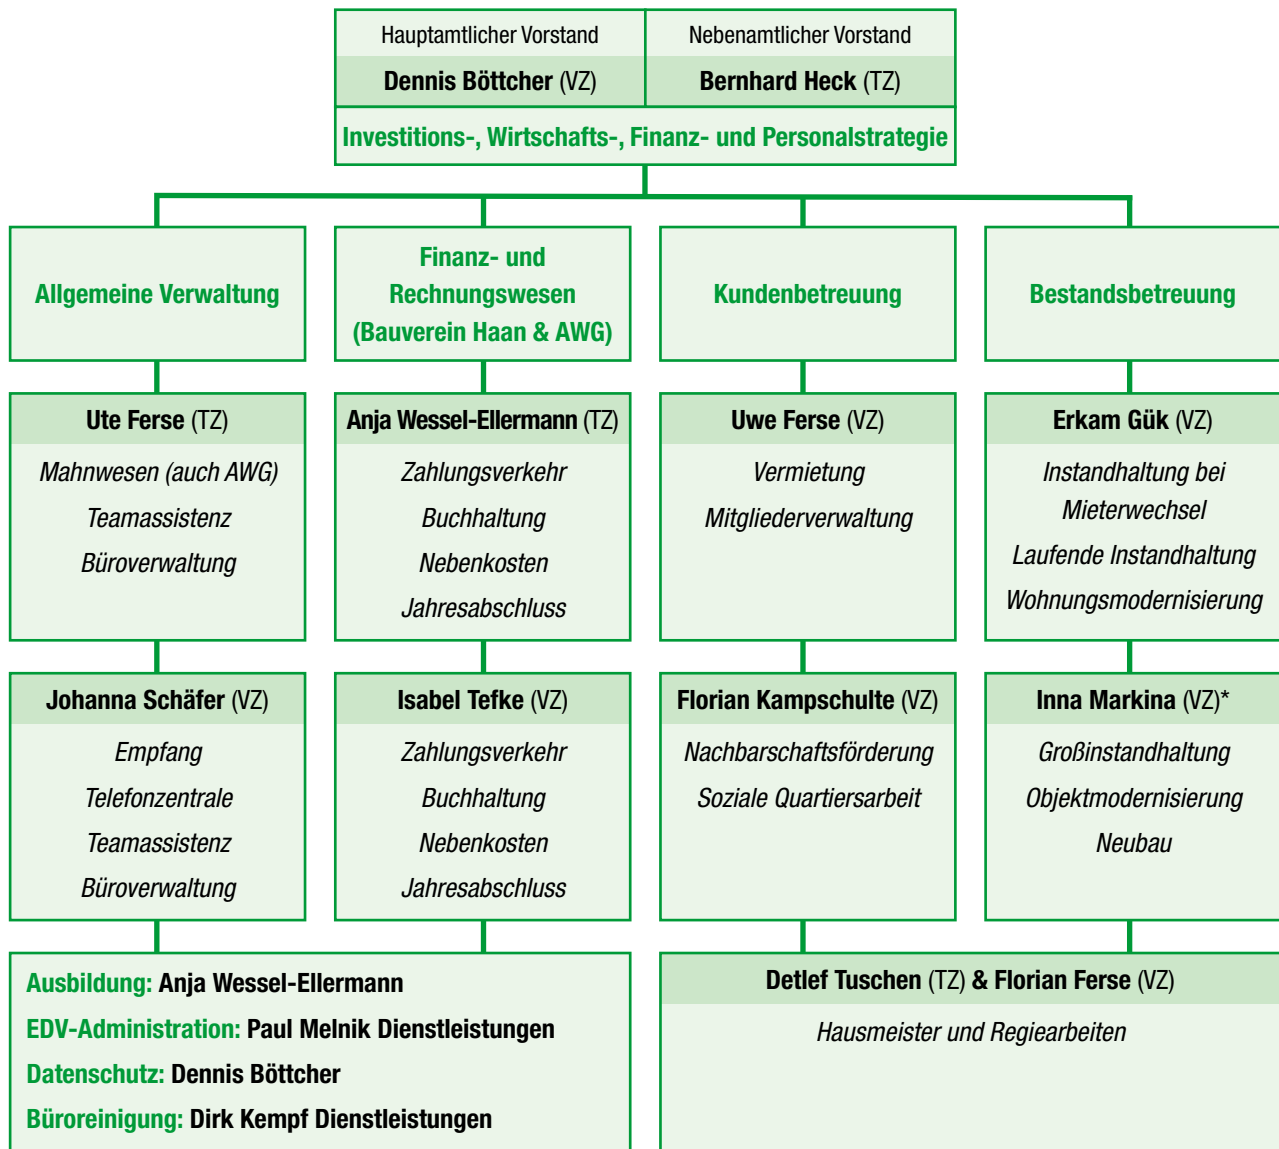 Hauptamtlicher Vorstand
Dennis Böttcher (VZ)
Nebenamtlicher Vorstand
Bernhard Heck (TZ)
Investitions-, Wirtschafts-, Finanz- und Personalstrategie
Allgemeine Verwaltung
Finanz- und
Rechnungswesen
(Bauverein Haan & AWG)
Kundenbetreuung
Bestandsbetreuung
Ute Ferse (TZ)
Mahnwesen (auch AWG)
Teamassistenz
Büroverwaltung
Anja Wessel-Ellermann (TZ)
Zahlungsverkehr
Buchhaltung
Nebenkosten
Jahresabschluss
Uwe Ferse (VZ)
Vermietung
Mitgliederverwaltung
Erkam Gük (VZ)
Instandhaltung bei
Mieterwechsel
Laufende Instandhaltung
Wohnungsmodernisierung
Johanna Schäfer (VZ)
Empfang
Telefonzentrale
Teamassistenz
Büroverwaltung
Isabel Tefke (VZ)
Zahlungsverkehr
Buchhaltung
Nebenkosten
Jahresabschluss
Florian Kampschulte (VZ)
Nachbarschaftsförderung
Soziale Quartiersarbeit
Inna Markina (VZ)*
Großinstandhaltung
Objektmodernisierung
Neubau
Ausbildung: Anja Wessel-Ellermann
EDV-Administration: Paul Melnik Dienstleistungen
Datenschutz: Dennis Böttcher
Büroreinigung: Dirk Kempf Dienstleistungen
Detlef Tuschen (TZ) & Florian Ferse (VZ)
Hausmeister und Regiearbeiten